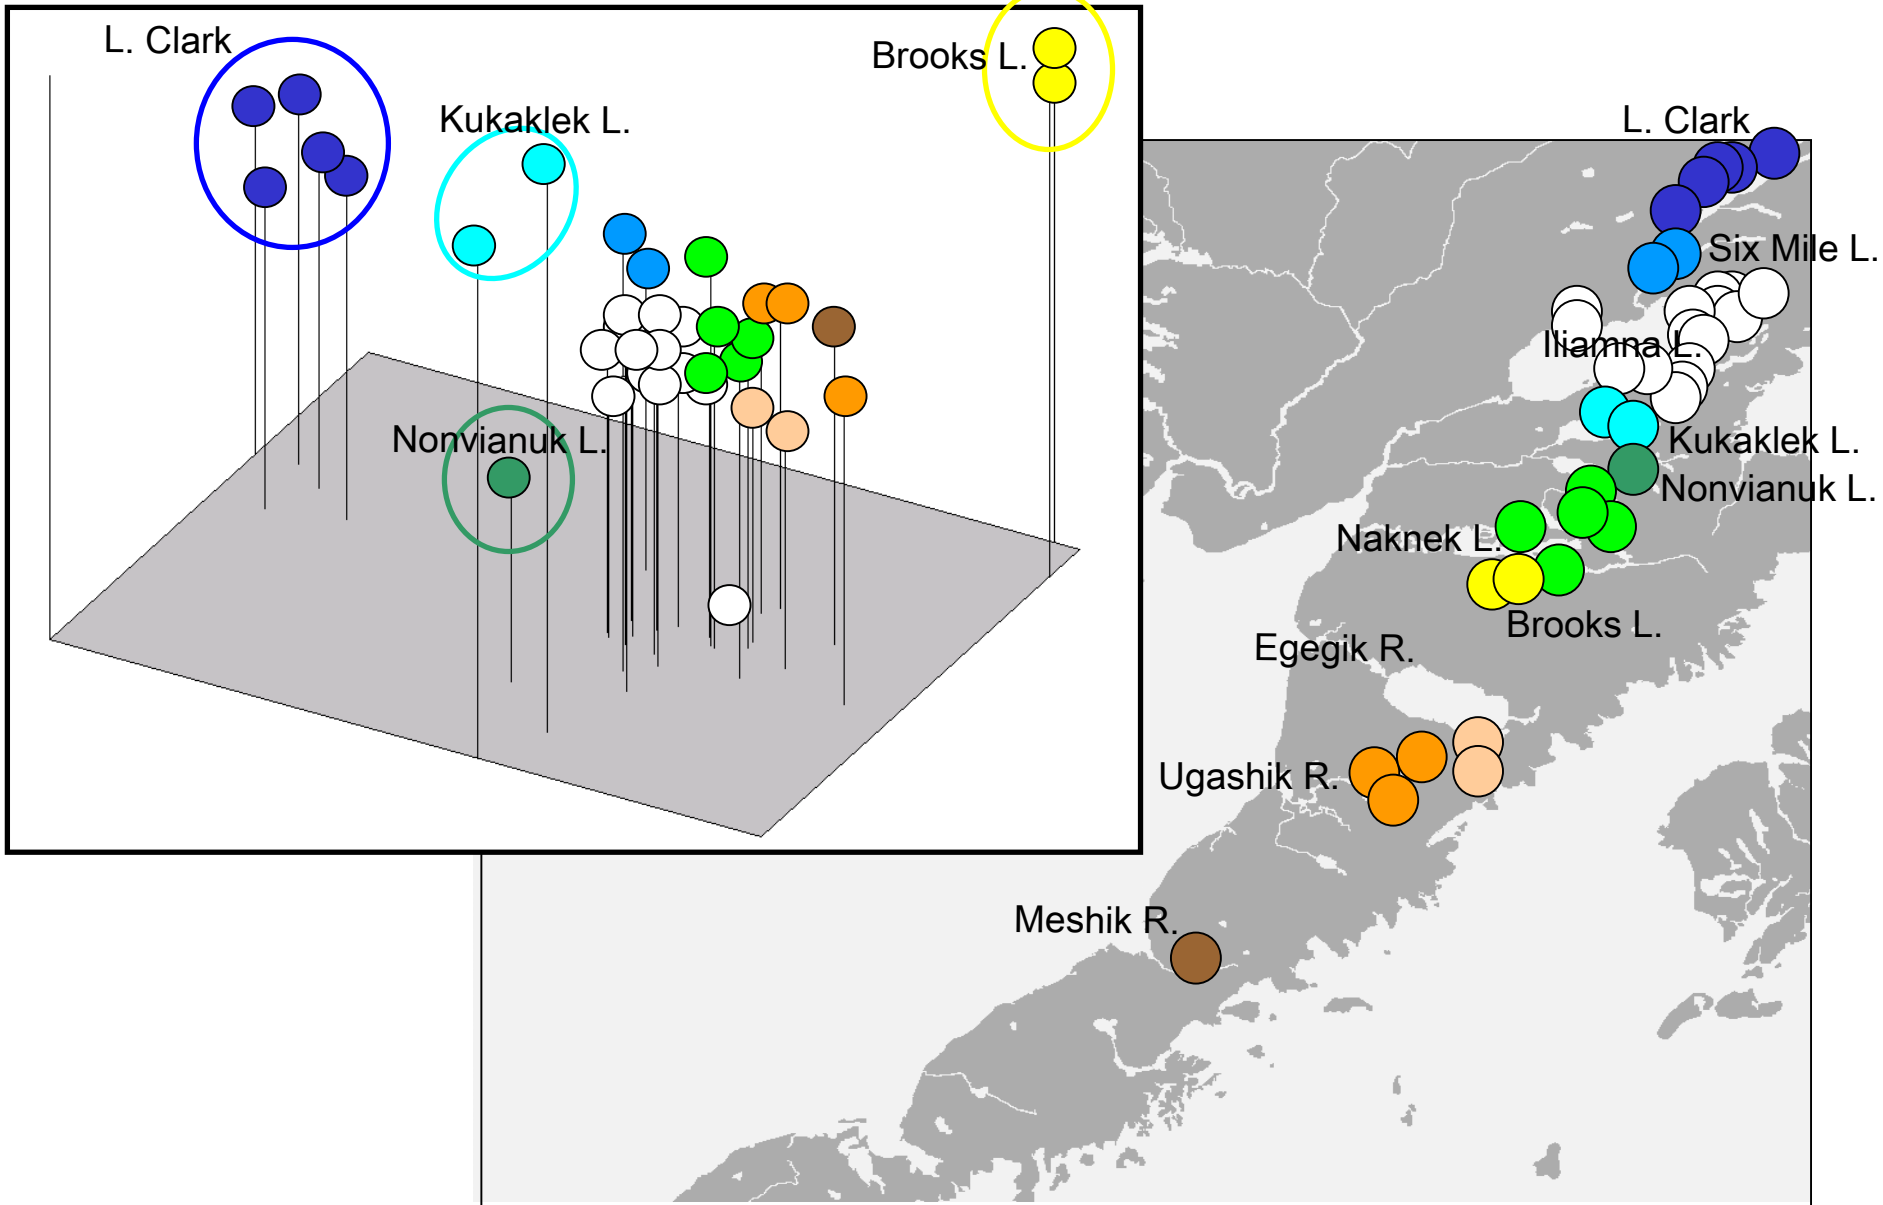 L. Clark
Brooks L.
Kukaklek L.
Nonvianuk L.
L. Clark
Six Mile L.
Iliamna L.
Kukaklek L.
Nonvianuk L.
Naknek L.
Brooks L.
Egegik R.
Ugashik R.
Meshik R.